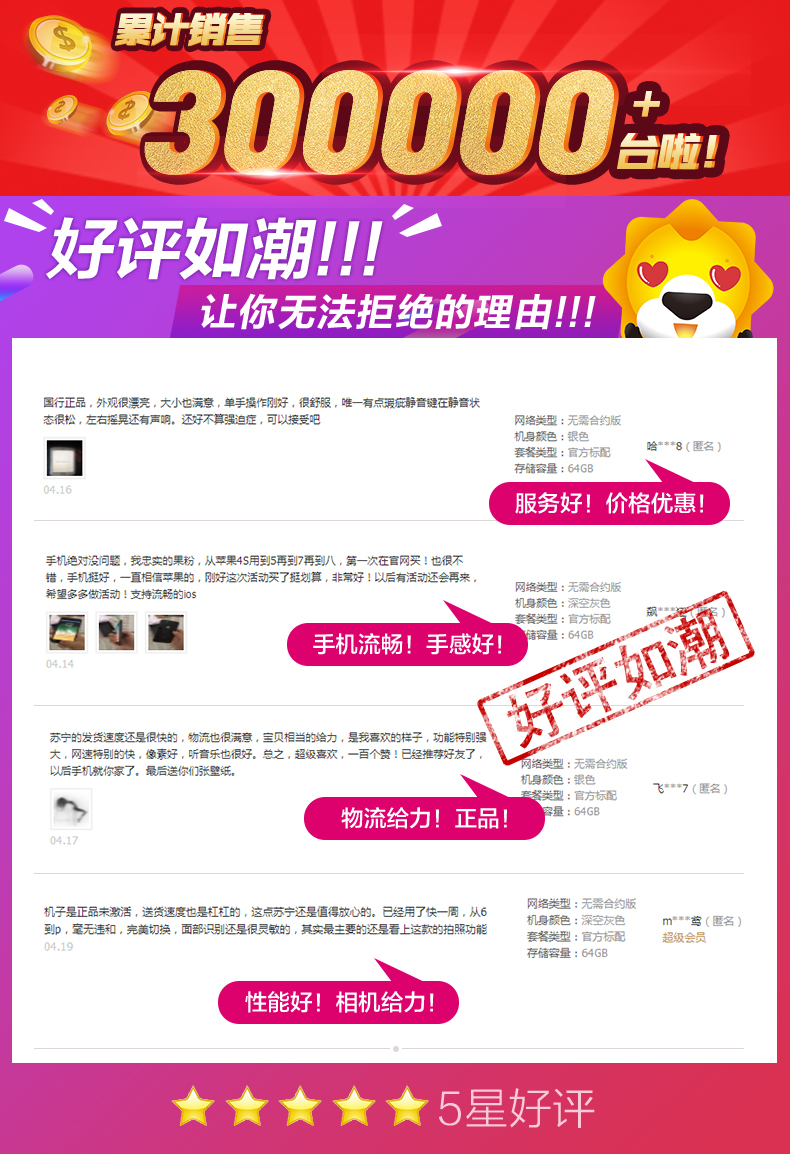 累计销售
300000+
台啦!
好评如潮!!!
让你无法拒绝的理由!!!
国行正品，外观很漂亮，大小也满意，单手操作刚好，很舒服，唯一有点瑕疵静音键在静音状
态很松，左右摇晃还有声响。还好不算强迫症，可以接受吧
04.16
网络类型：无需合约版
机身颜色：银色
套餐类型：官方标配
存储容量：64GB
哈***8（匿名）
服务好！价格优惠！
手机绝对没问题，我忠实的果粉，从苹果4S用到5再到7再到八，第一次在官网买！也很不
错，手机挺好，一直相信苹果的，刚好这次活动买了挺划算，非常好！以后有活动还会再来，
希望多多做活动！支持流畅的ios
04.14
网络类型：无需合约版
机身颜色：深空灰色
套餐类型：官方标配
储容量：64GB
飙***（匿名）
手机流畅！手感好！
好评如潮
苏宁的发货速度还是很快的，物流也很满意，宝贝相当的给力，是我喜欢的样子，功能特别强
大，网速特别的快，像素好，听音乐也很好。总之，超级喜欢，一百个赞！已经推荐好友了，
以后手机就你家了。最后送你们张壁纸。
04.17
网络类型：无需合约版
机身颜色：银色
套餐类型：官方标配
容量：64GB
飞***7（匿名）
物流给力！正品！
机子是正品未激活，送货速度也是杠杠的，这点苏宁还是值得放心的。已经用了快一周，从6
到p，毫无违和，完美切换，面部识别还是很灵敏的，其实最主要的还是看上这款的拍照功能
04.19
网络类型：无需合约版
机身颜色：深空灰色
套餐类型：官方标配
存储容量：64GB
m***鸾（匿名）
超级会员
性能好！相机给力！
5星好评